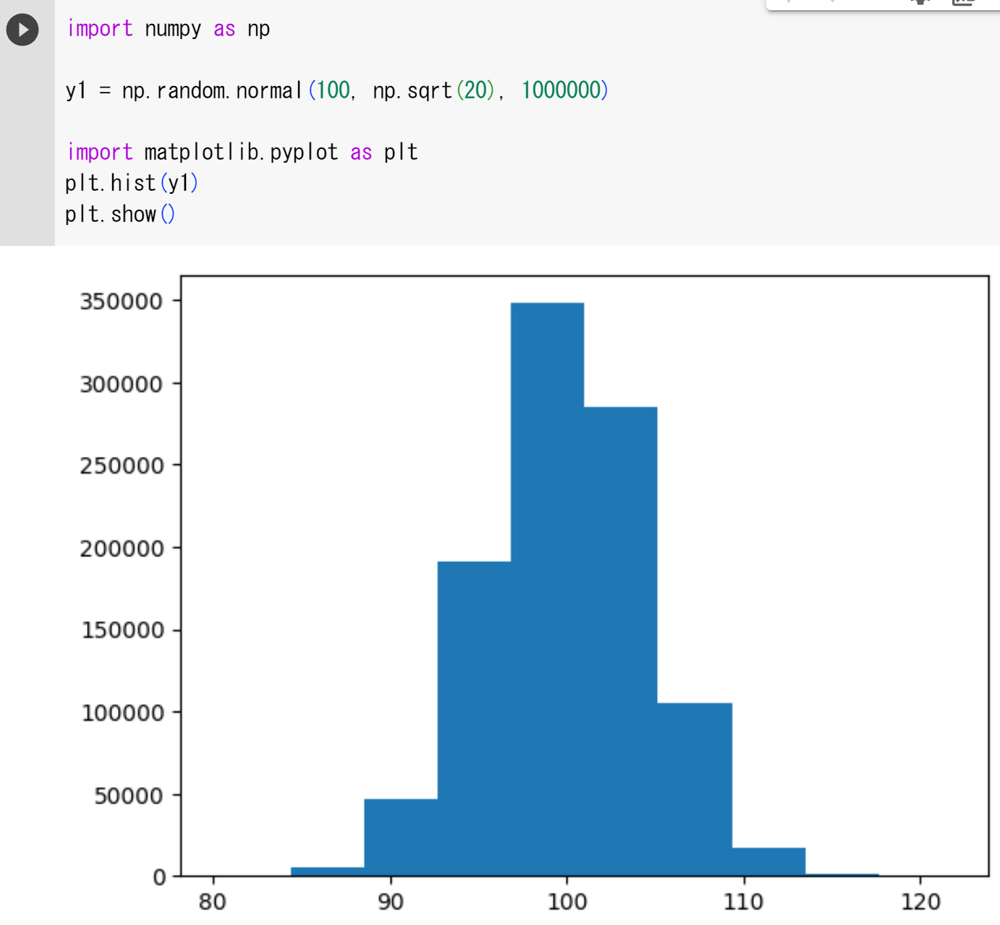 import numpy as np
y1 = np.random.normal(100, np.sqrt(20), 1000000)
import matplotlib.pyplot as plt
plt.hist(y1)
plt.show()
350000
300000
250000
200000
150000
100000
50000
0
80 90 100 110 120